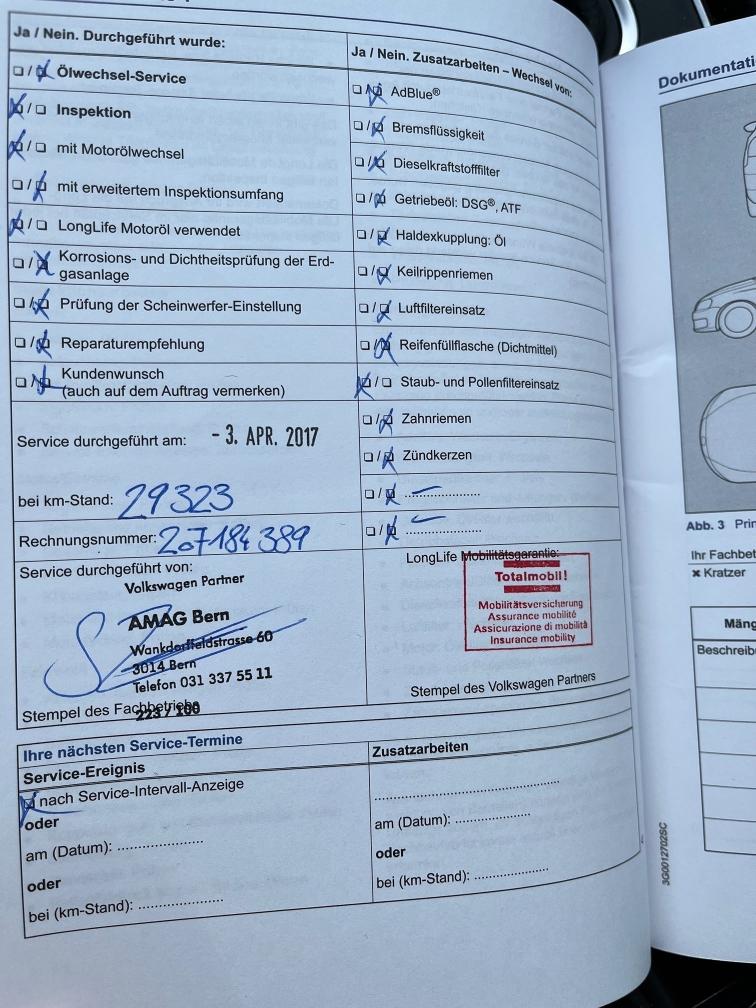 Ja / Nein. Durchgeführt wurde:
☐ / ☒ Ölwechsel-Service
☒ / ☐ Inspektion
☒ / ☐ mit Motorölwechsel
☐ / ☒ mit erweitertem Inspektionsumfang
☒ / ☐ LongLife Motoröl verwendet
☐ / ☒ Korrosions- und Dichtheitsprüfung der Erd-
gasanlage
☐ / ☒ Prüfung der Scheinwerfer-Einstellung
☐ / ☒ Reparaturempfehlung
☐ / ☒ Kundenwunsch
(auch auf dem Auftrag vermerken)
Service durchgeführt am: - 3. APR. 2017
bei km-Stand: 29323
Rechnungsnummer: 207184389
Service durchgeführt von:
Volkswagen Partner
AMAG Bern
Wankdorffeldstrasse 60
3014 Bern
Telefon 031 337 55 11
Stempel des Fachbetriebs
223 / 100
Ja / Nein. Zusatzarbeiten – Wechsel von:
☐ / ☒ AdBlue®
☐ / ☒ Bremsflüssigkeit
☐ / ☒ Dieselkraftstofffilter
☐ / ☒ Getriebeöl: DSG®, ATF
☐ / ☒ Haldexkupplung: Öl
☐ / ☒ Keilrippenriemen
☐ / ☒ Luftfiltereinsatz
☐ / ☒ Reifenfüllflasche (Dichtmittel)
☒ / ☐ Staub- und Pollenfiltereinsatz
☐ / ☒ Zahnriemen
☐ / ☒ Zündkerzen
☐ / ☒ ....................
☐ / ☒ ....................
LongLife Mobilitätsgarantie:
Totalmobil!
Mobilitätsversicherung
Assurance mobilité
Assicurazione di mobilità
Insurance mobility
Stempel des Volkswagen Partners
Ihre nächsten Service-Termine
Service-Ereignis
☒ nach Service-Intervall-Anzeige
oder
am (Datum): ....................
oder
bei (km-Stand): ....................
Zusatzarbeiten
........................................
am (Datum): ....................
oder
bei (km-Stand): ....................
3G0012702SC
Dokumentati
Abb. 3 Prin
Ihr Fachbet
× Kratzer
Mäng
Beschreib